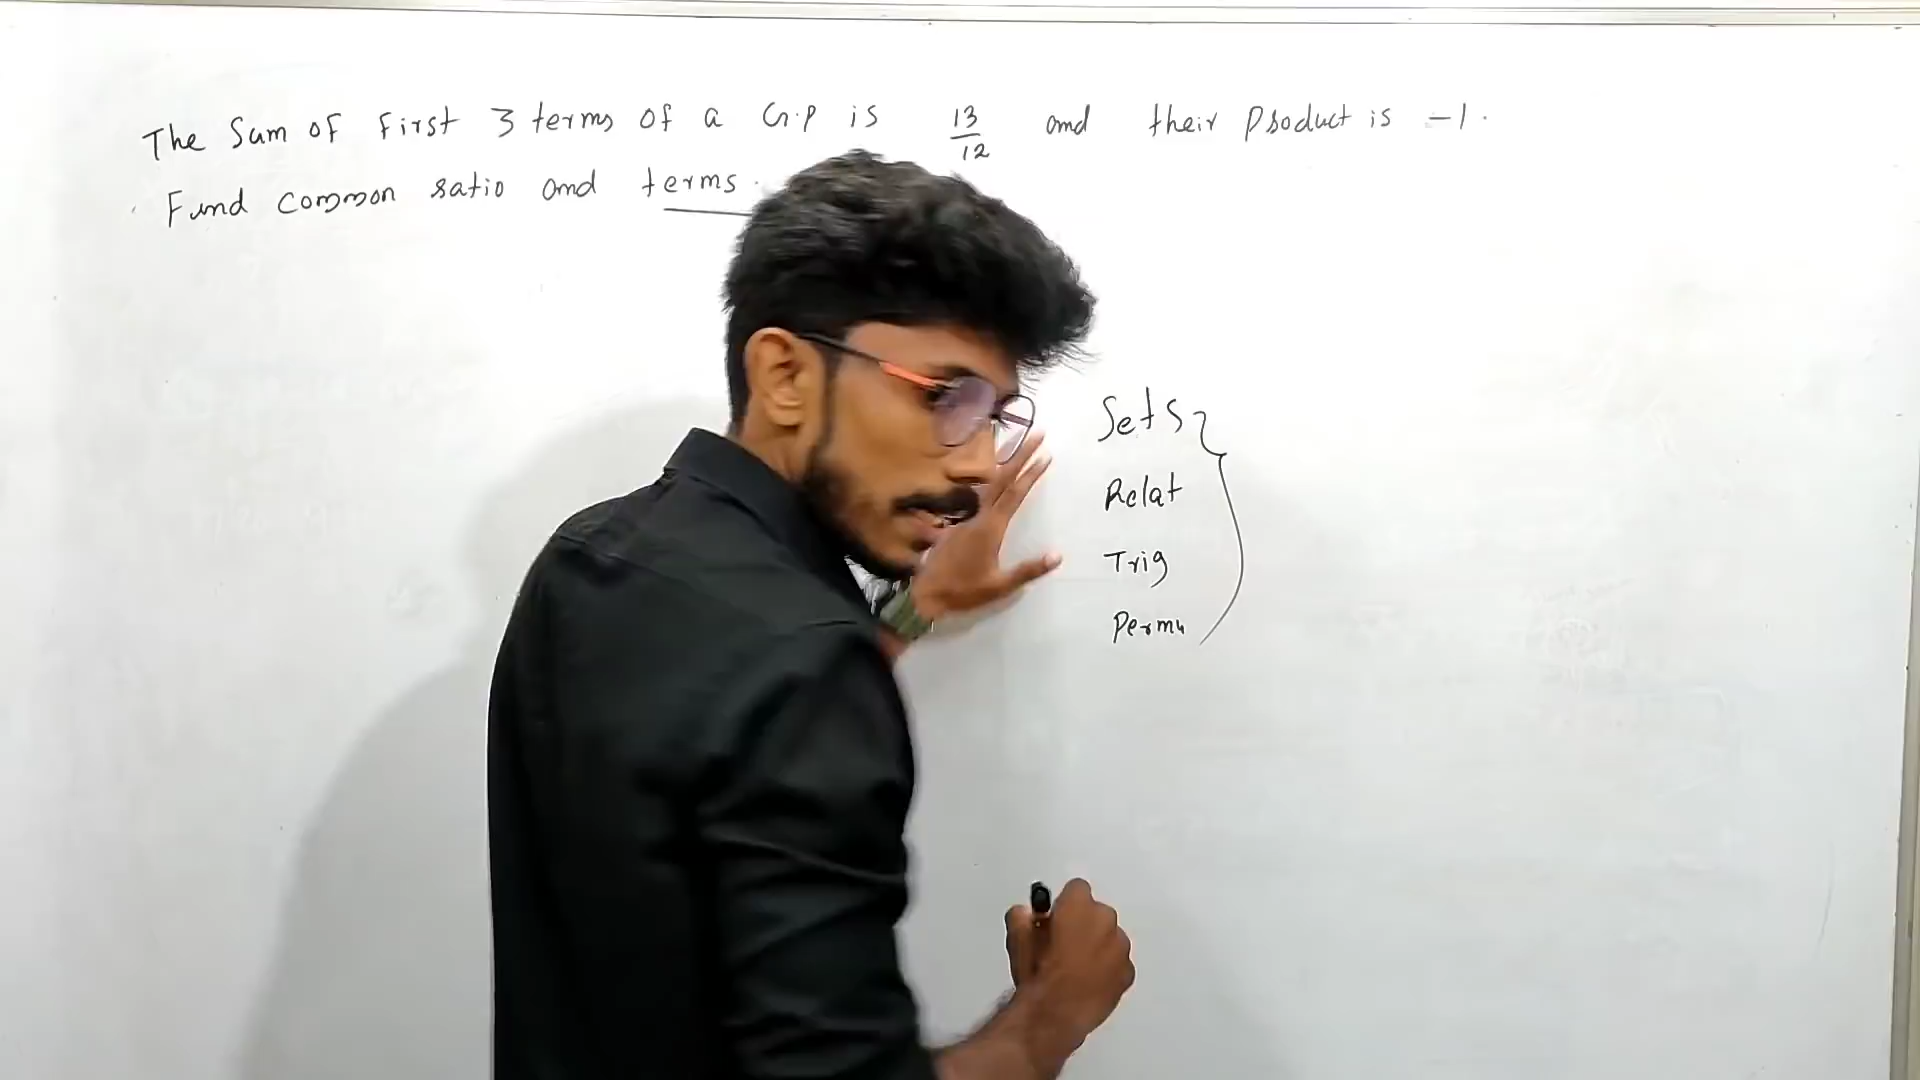 The Sum of First 3 terms of a G.P is 13/12 and their Product is -1.
Find common ratio and terms.
Sets
Relat
Trig
Permu